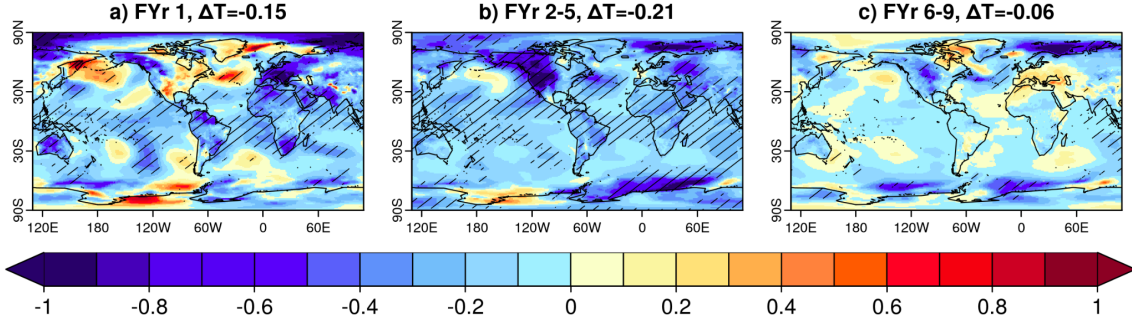 a) FYr 1, ΔT=-0.15
b) FYr 2-5, ΔT=-0.21
c) FYr 6-9, ΔT=-0.06
90N
30N
30S
90S
120E 180 120W 60W 0 60E
90N
30N
30S
90S
120E 180 120W 60W 0 60E
90N
30N
30S
90S
120E 180 120W 60W 0 60E
-1 -0.8 -0.6 -0.4 -0.2 0 0.2 0.4 0.6 0.8 1